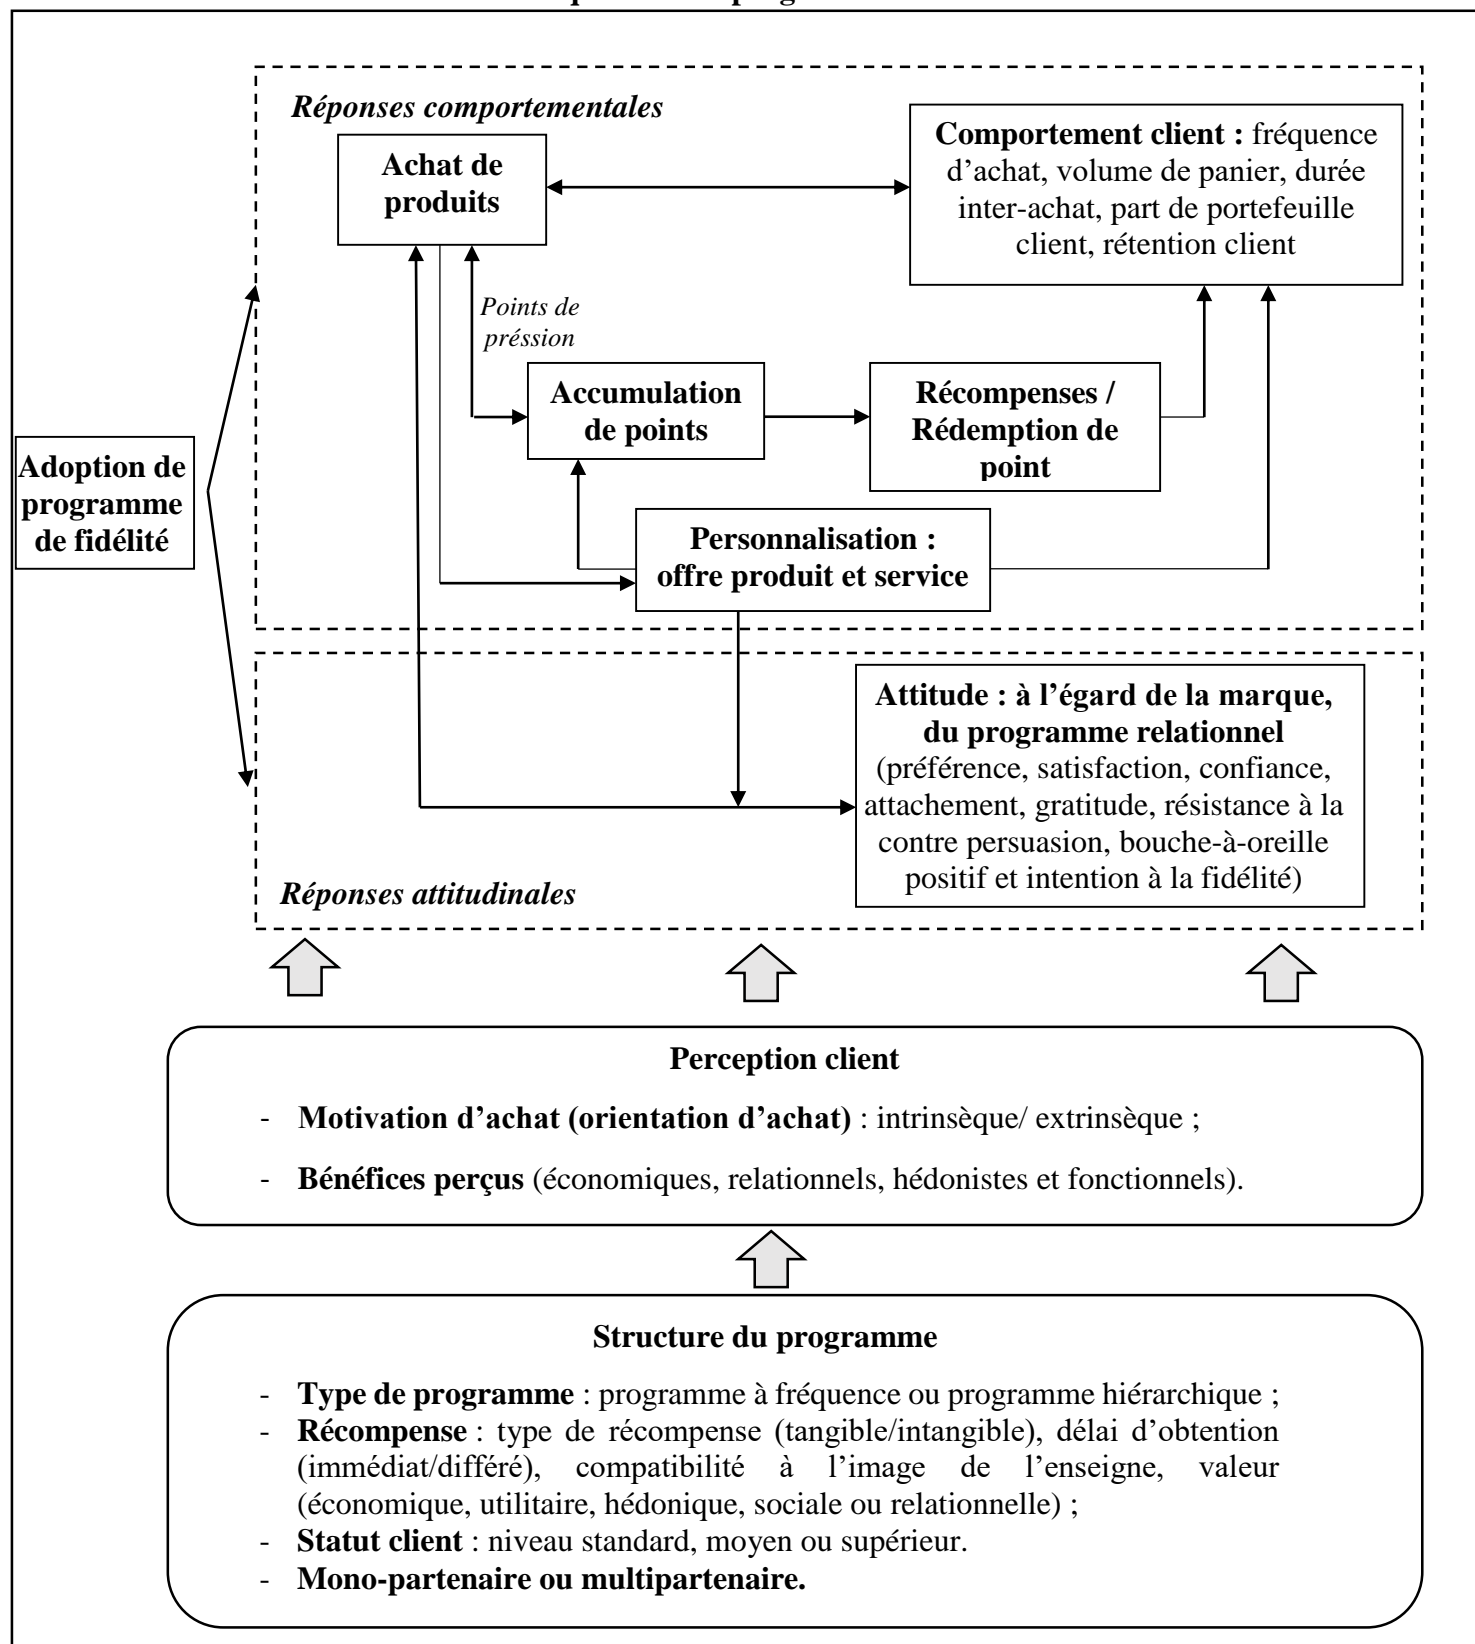 Réponses comportementales
Achat de
produits
Comportement client : fréquence
d’achat, volume de panier, durée
inter-achat, part de portefeuille
client, rétention client
Points de
préssion
Accumulation
de points
Récompenses /
Rédemption de
point
Adoption de
programme
de fidélité
Personnalisation :
offre produit et service
Attitude : à l’égard de la marque,
du programme relationnel
(préférence, satisfaction, confiance,
attachement, gratitude, résistance à la
contre persuasion, bouche-à-oreille
positif et intention à la fidélité)
Réponses attitudinales
Perception client
- Motivation d’achat (orientation d’achat) : intrinsèque/ extrinsèque ;
- Bénéfices perçus (économiques, relationnels, hédonistes et fonctionnels).
Structure du programme
- Type de programme : programme à fréquence ou programme hiérarchique ;
- Récompense : type de récompense (tangible/intangible), délai d’obtention
(immédiat/différé), compatibilité à l’image de l’enseigne, valeur
(économique, utilitaire, hédonique, sociale ou relationnelle) ;
- Statut client : niveau standard, moyen ou supérieur.
- Mono-partenaire ou multipartenaire.